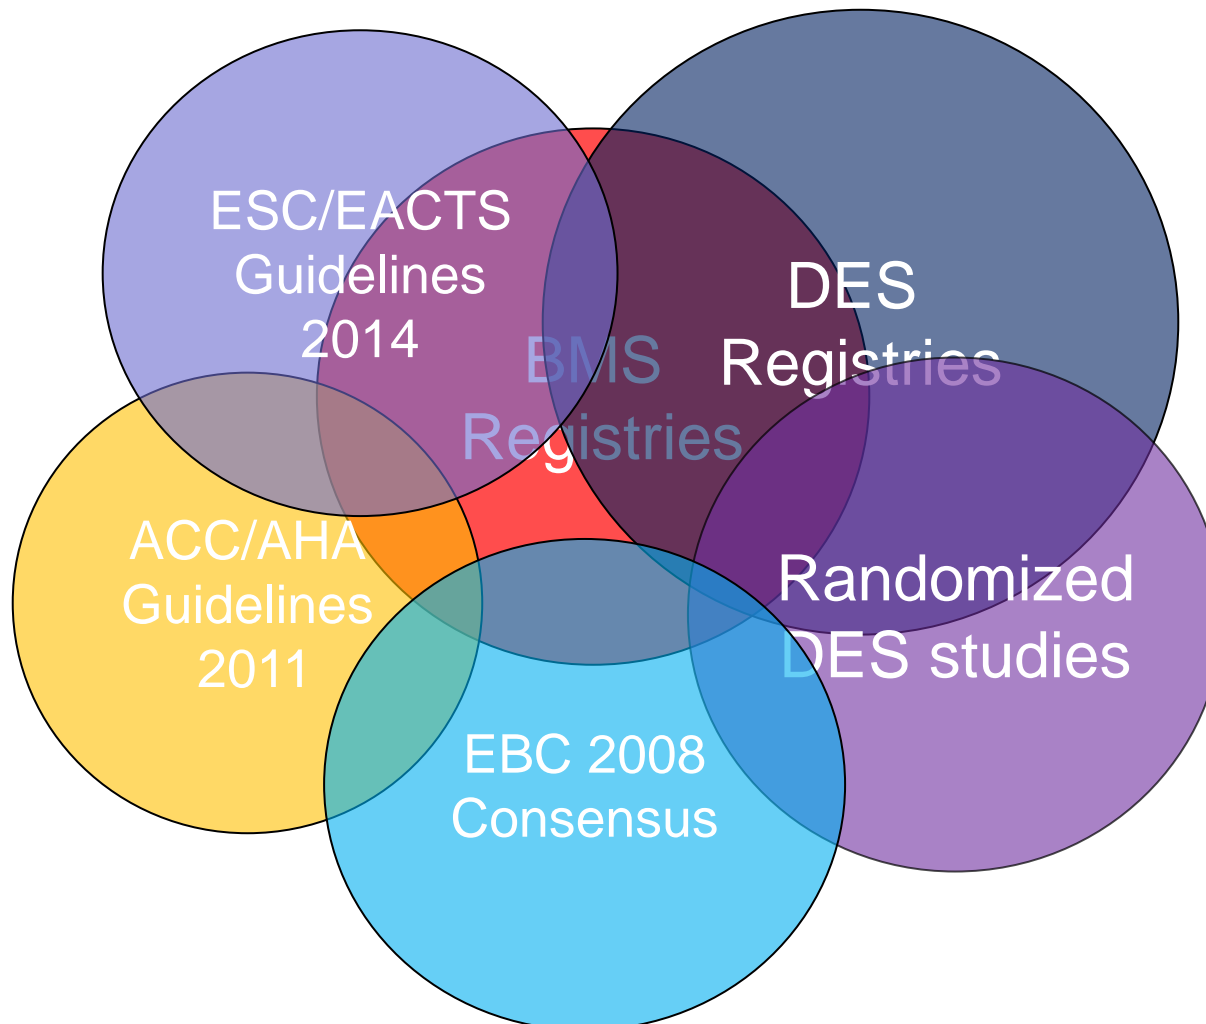 ESC/EACTS
Guidelines
2014
DES
Registries
BMS
Registries
ACC/AHA
Guidelines
2011
Randomized
DES studies
EBC 2008
Consensus